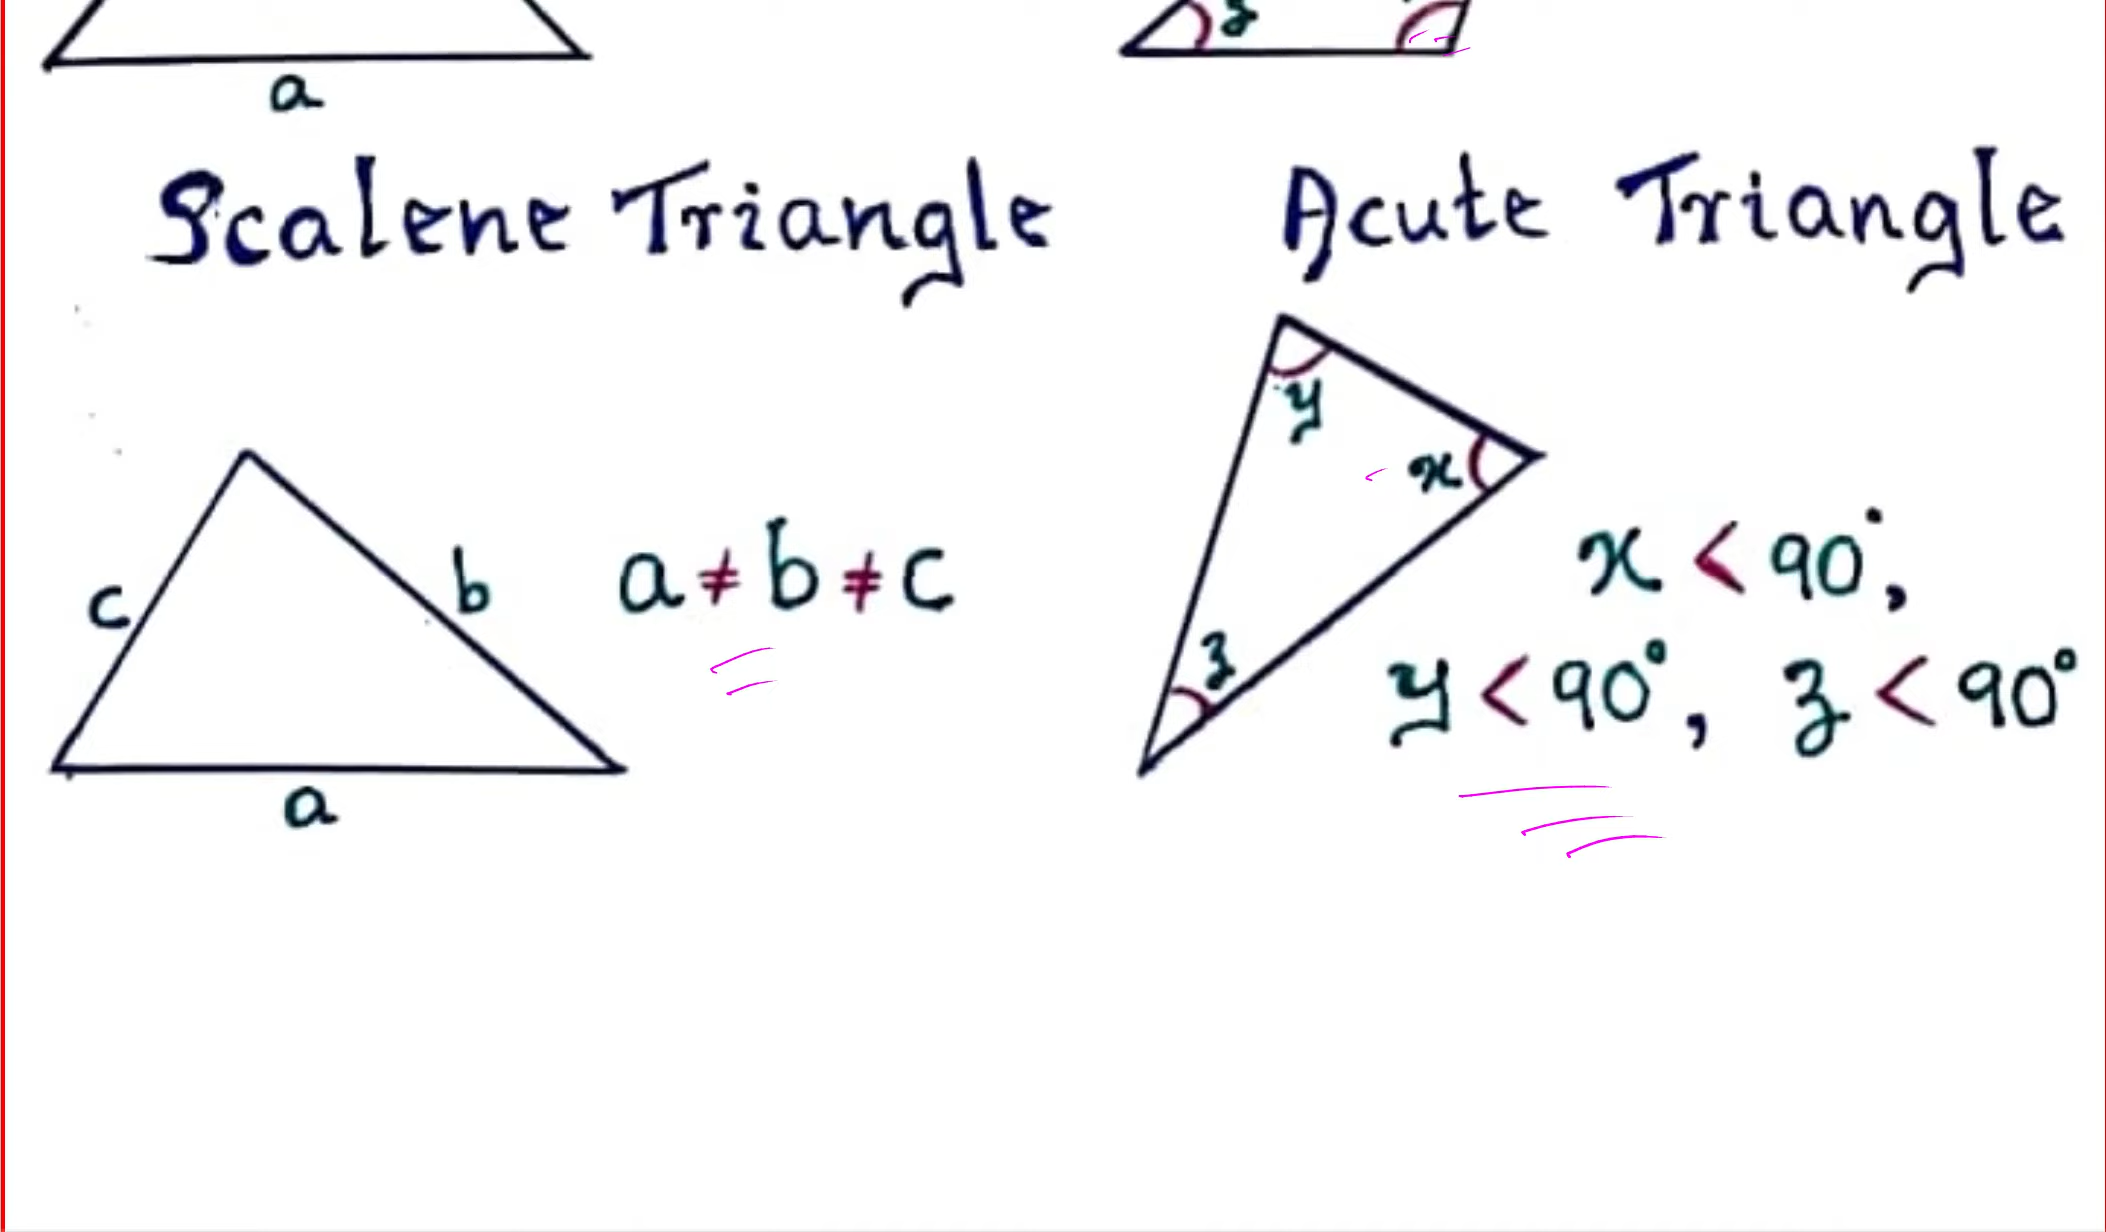 z
a
Scalene Triangle
Acute Triangle
y
x
c
b
a ≠ b ≠ c
x < 90°,
z
y < 90°, z < 90°
a